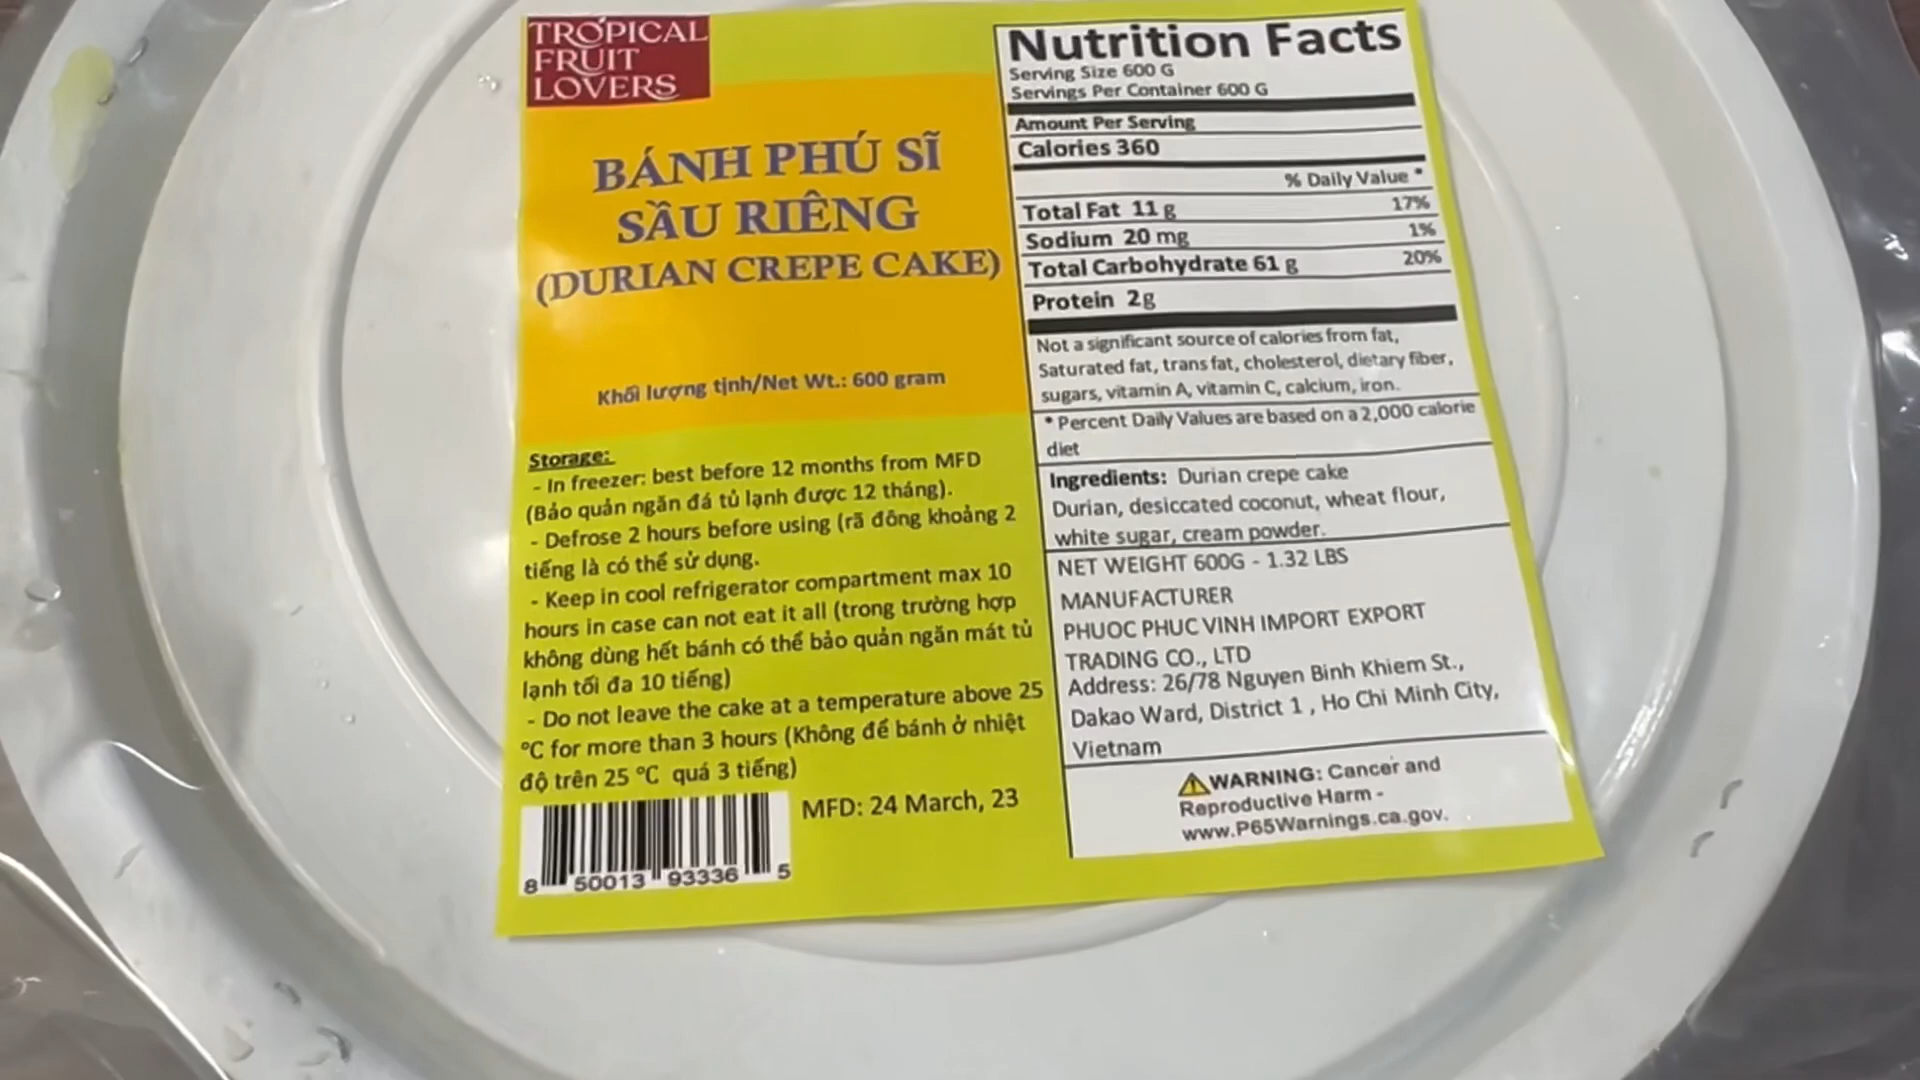 TROPICAL
FRUIT
LOVERS
BÁNH PHÚ SĨ
SẦU RIÊNG
(DURIAN CREPE CAKE)
Khối lượng tịnh/Net Wt.: 600 gram
Storage:
- In freezer: best before 12 months from MFD
(Bảo quản ngăn đá tủ lạnh được 12 tháng).
- Defrose 2 hours before using (rã đông khoảng 2
tiếng là có thể sử dụng.
- Keep in cool refrigerator compartment max 10
hours in case can not eat it all (trong trường hợp
không dùng hết bánh có thể bảo quản ngăn mát tủ
lạnh tối đa 10 tiếng)
- Do not leave the cake at a temperature above 25
°C for more than 3 hours (Không để bánh ở nhiệt
độ trên 25 °C quá 3 tiếng)
MFD: 24 March, 23
8 50013 93336 5
Nutrition Facts
Serving Size 600 G
Servings Per Container 600 G
Amount Per Serving
Calories 360
% Daily Value *
Total Fat 11 g 17%
Sodium 20 mg 1%
Total Carbohydrate 61 g 20%
Protein 2g
Not a significant source of calories from fat,
Saturated fat, trans fat, cholesterol, dietary fiber,
sugars, vitamin A, vitamin C, calcium, iron.
* Percent Daily Values are based on a 2,000 calorie
diet
Ingredients: Durian crepe cake
Durian, desiccated coconut, wheat flour,
white sugar, cream powder.
NET WEIGHT 600G - 1.32 LBS
MANUFACTURER
PHUOC PHUC VINH IMPORT EXPORT
TRADING CO., LTD
Address: 26/78 Nguyen Binh Khiem St.,
Dakao Ward, District 1 , Ho Chi Minh City,
Vietnam
WARNING: Cancer and
Reproductive Harm -
www.P65Warnings.ca.gov.